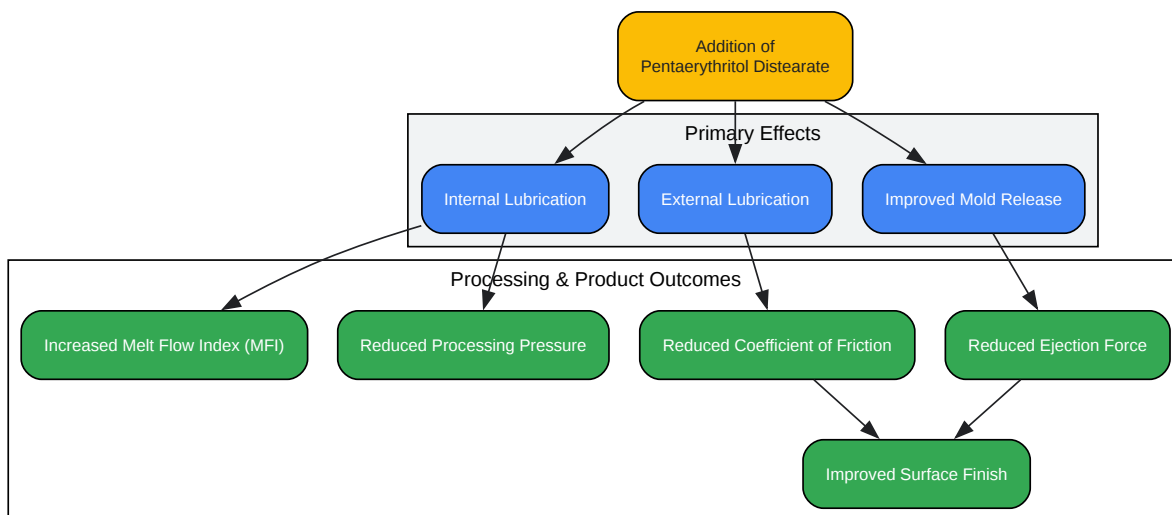 Addition of
Pentaerythritol Distearate
Primary Effects
Internal Lubrication
External Lubrication
Improved Mold Release
Processing & Product Outcomes
Increased Melt Flow Index (MFI)
Reduced Processing Pressure
Reduced Coefficient of Friction
Reduced Ejection Force
Improved Surface Finish